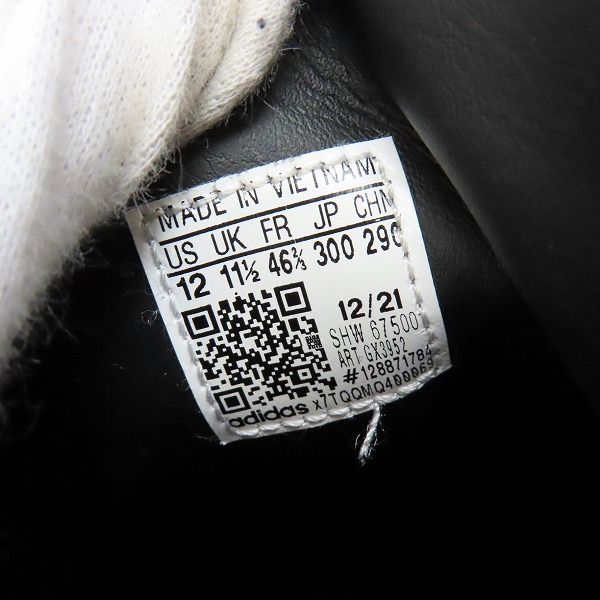 MADE IN VIETNAM
US UK FR JP CHN
12 11½ 46⅔ 300 290
12/21
SHW 675001
ART GX3952
#128871784
adidas x7TQQMQ400069